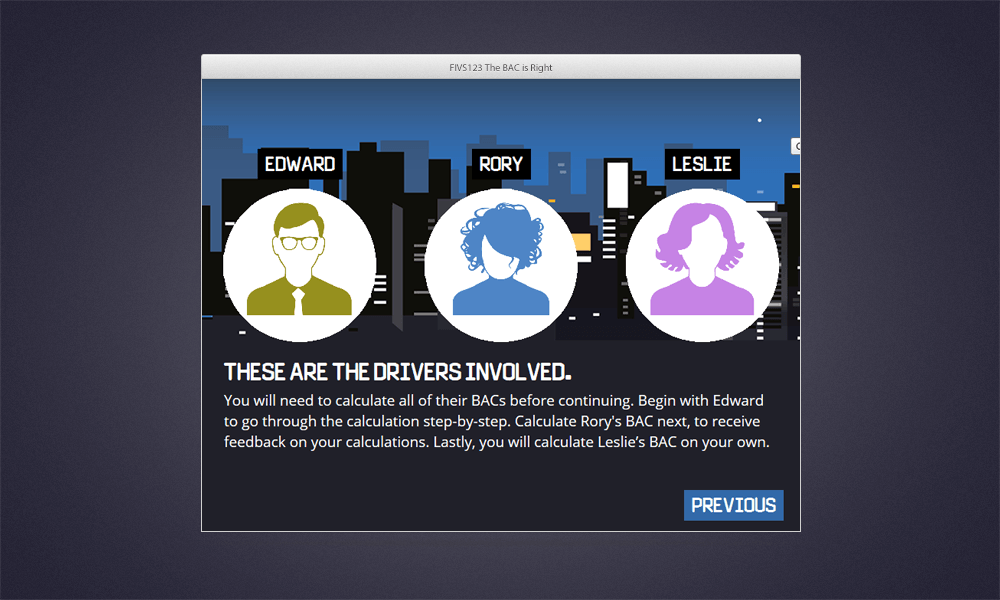 FIVS123 The BAC is Right
EDWARD
RORY
LESLIE
THESE ARE THE DRIVERS INVOLVED.
You will need to calculate all of their BACs before continuing. Begin with Edward
to go through the calculation step-by-step. Calculate Rory's BAC next, to receive
feedback on your calculations. Lastly, you will calculate Leslie’s BAC on your own.
PREVIOUS